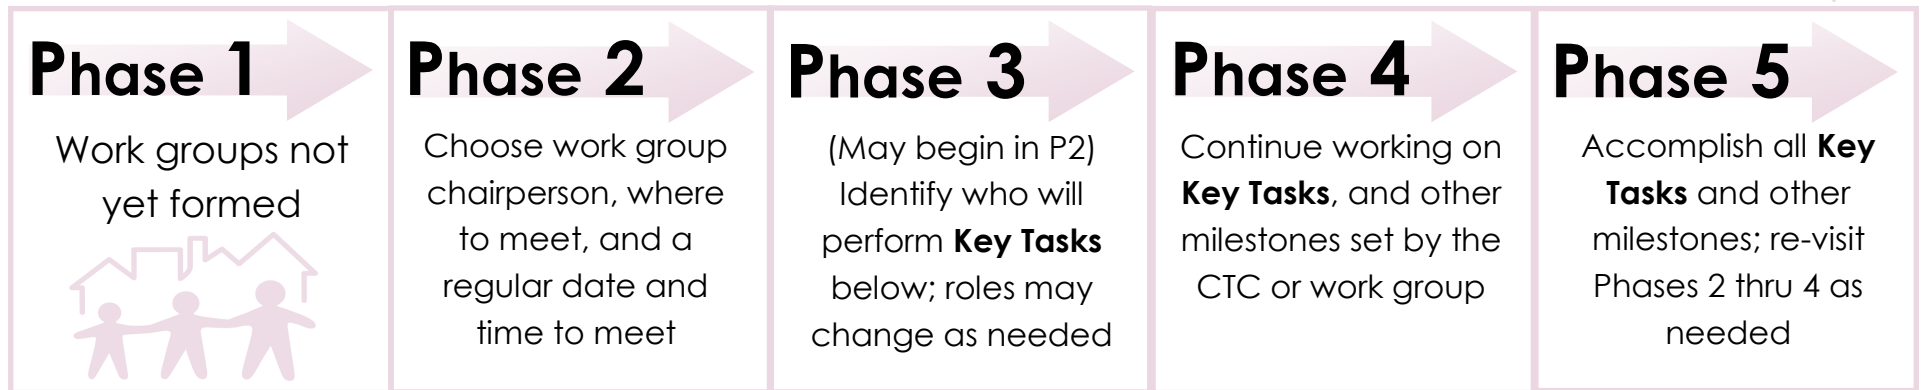 Phase 1
Work groups not
yet formed
Phase 2
Choose work group
chairperson, where
to meet, and a
regular date and
time to meet
Phase 3
(May begin in P2)
Identify who will
perform Key Tasks
below; roles may
change as needed
Phase 4
Continue working on
Key Tasks, and other
milestones set by the
CTC or work group
Phase 5
Accomplish all Key
Tasks and other
milestones; re-visit
Phases 2 thru 4 as
needed